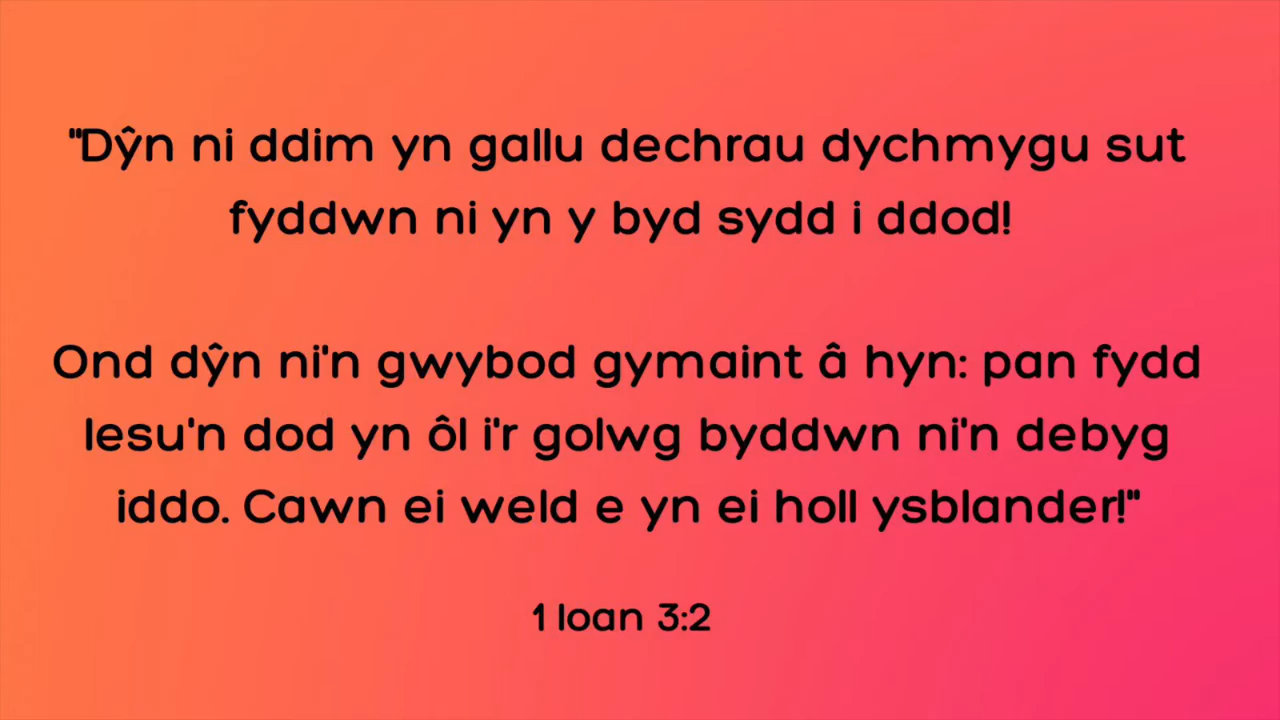 "Dŷn ni ddim yn gallu dechrau dychmygu sut
fyddwn ni yn y byd sydd i ddod!
Ond dŷn ni'n gwybod gymaint â hyn: pan fydd
Iesu'n dod yn ôl i'r golwg byddwn ni'n debyg
iddo. Cawn ei weld e yn ei holl ysblander!"
1 Ioan 3:2